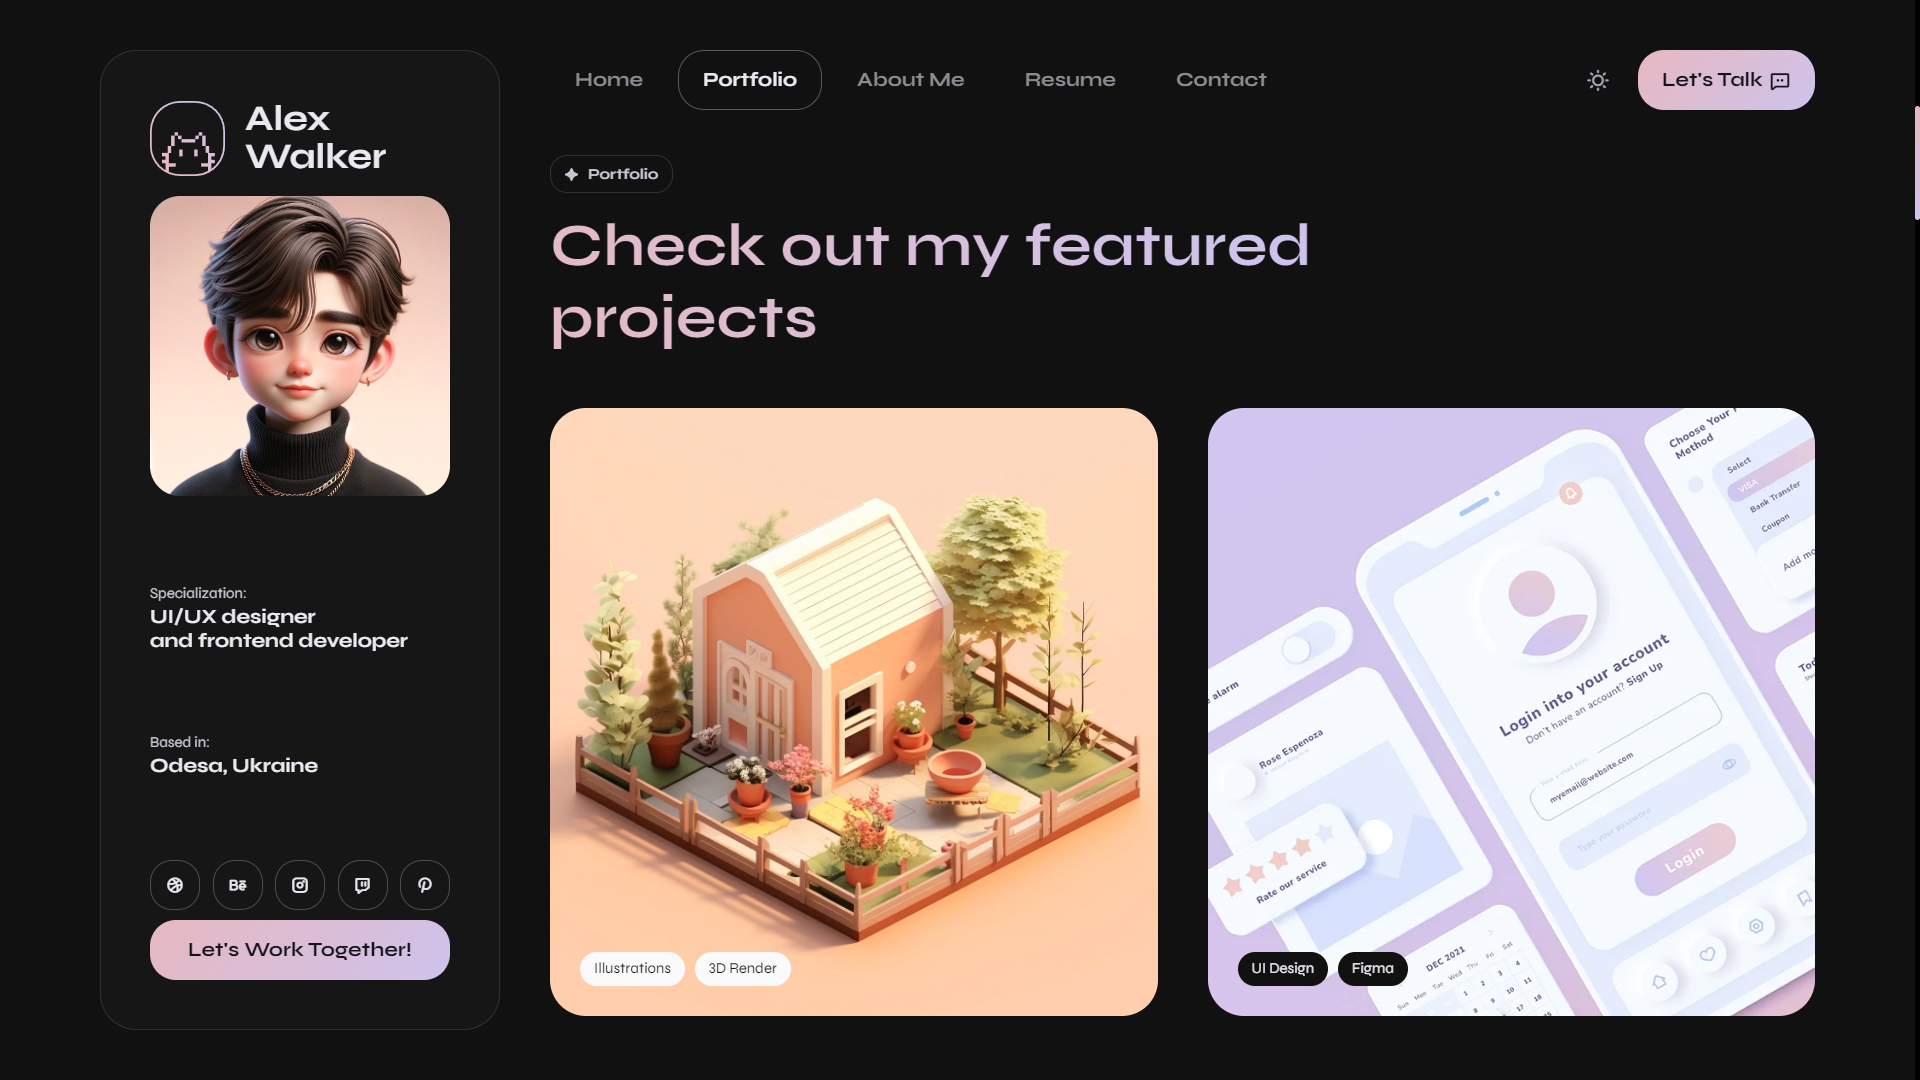 Alex
Walker
Specialization:
UI/UX designer
and frontend developer
Based in:
Odesa, Ukraine
Bē
Let's Work Together!
Home
Portfolio
About Me
Resume
Contact
Let's Talk
Portfolio
Check out my featured
projects
Illustrations
3D Render
Choose Your
Method
Select
VISA
Bank Transfer
Coupon
Add
alarm
Login into your account
Don't have an account? Sign Up
Your e-mail here
myemail@website.com
Type your password
Login
Rose Espenoza
Rate our service
DEC 2021
Sun Mon Tue Wed Thu Fri Sat
1 2 3 4
8 9 10 11
17 18
UI Design
Figma